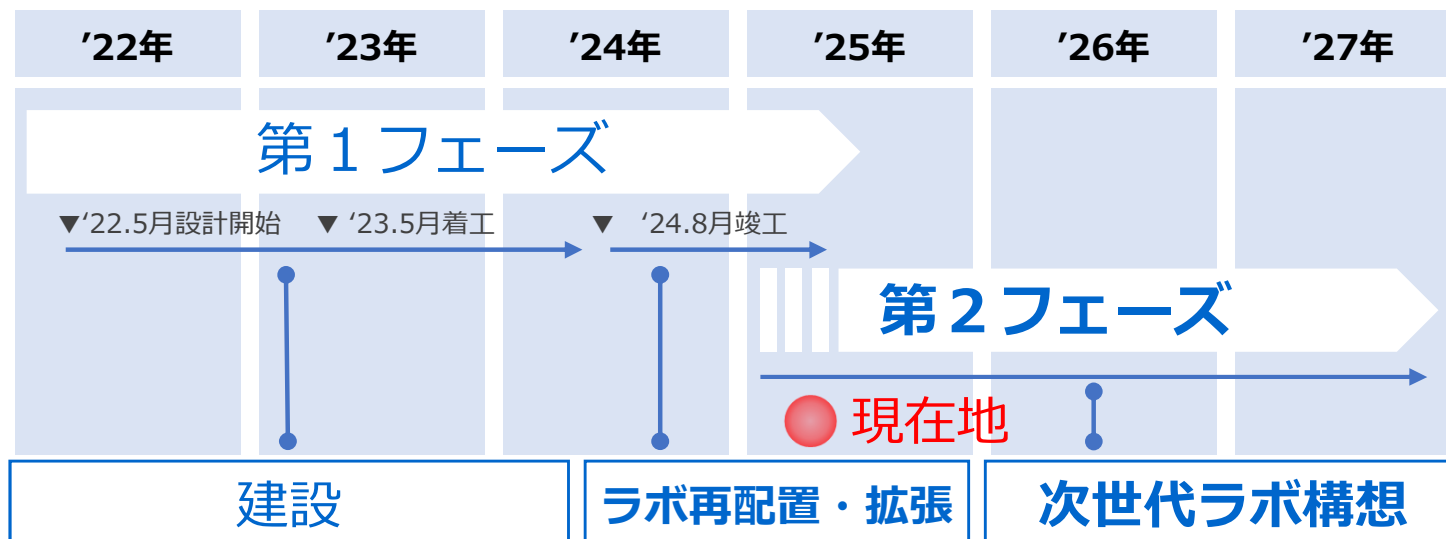 ’22年 ’23年 ’24年 ’25年 ’26年 ’27年
第１フェーズ
▼‘22.5月設計開始 ▼ ‘23.5月着工 ▼ ‘24.8月竣工
第２フェーズ
現在地
建設 ラボ再配置・拡張 次世代ラボ構想